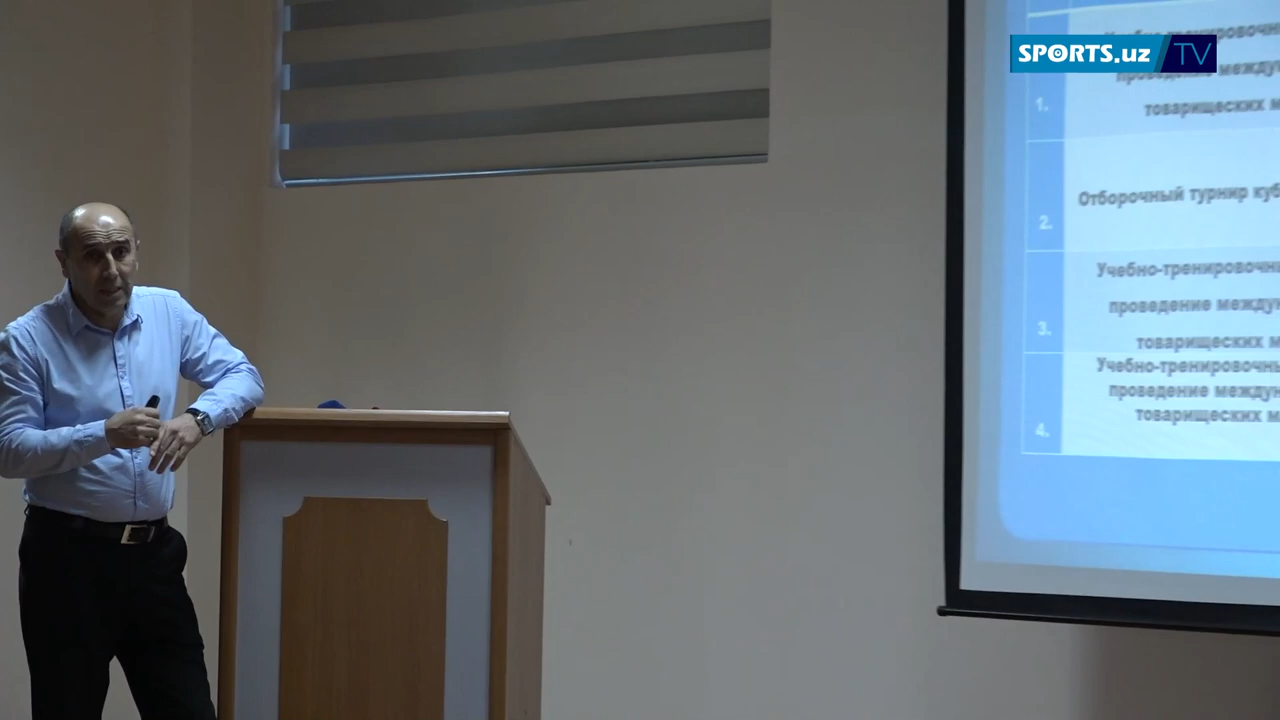 SPORTS.uz TV
1.
товарищеских
2.
Отборочный турнир
Учебно-тренировочн
проведение междун
3.
товарищеских м
Учебно-тренировочн
проведение междун
товарищеских м
4.